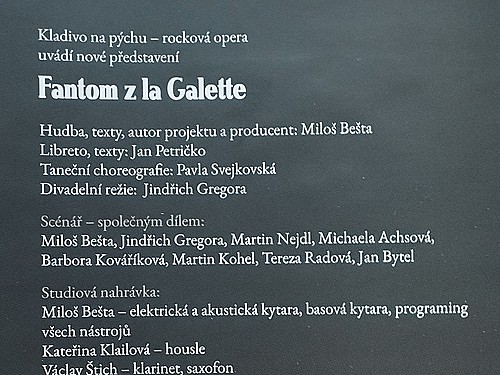 Kladivo na pýchu – rocková opera
uvádí nové představení
Fantom z la Galette
Hudba, texty, autor projektu a producent: Miloš Bešta
Libreto, texty: Jan Petričko
Taneční choreografie: Pavla Svejkovská
Divadelní režie: Jindřich Gregora
Scénář – společným dílem:
Miloš Bešta, Jindřich Gregora, Martin Nejdl, Michaela Achsová,
Barbora Kováříková, Martin Kohel, Tereza Radová, Jan Bytel
Studiová nahrávka:
Miloš Bešta – elektrická a akustická kytara, basová kytara, programing
všech nástrojů
Kateřina Klailová – housle
Václav Štich – klarinet, saxofon